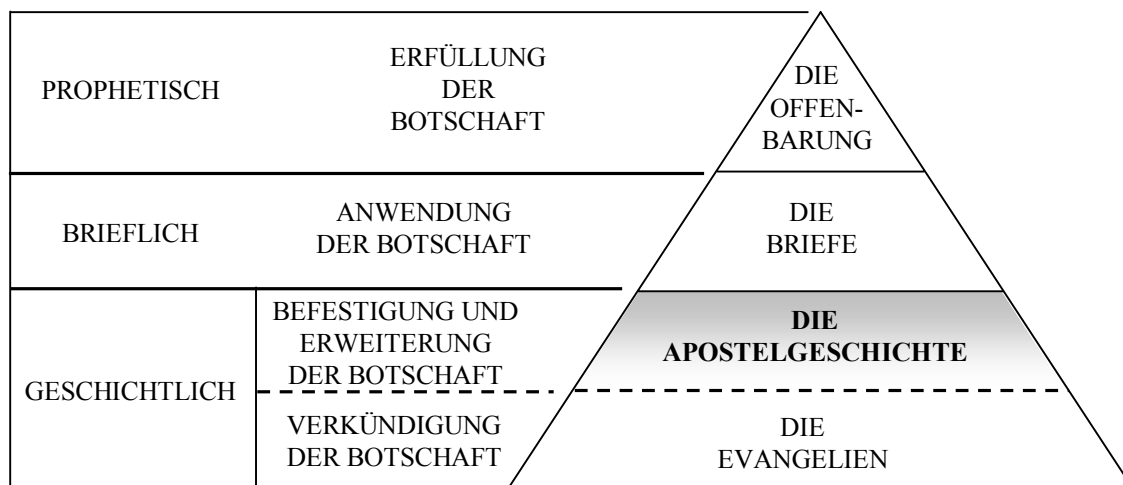 PROPHETISCH
ERFÜLLUNG
DER
BOTSCHAFT
DIE
OFFEN-
BARUNG
BRIEFLICH
ANWENDUNG
DER BOTSCHAFT
DIE
BRIEFE
GESCHICHTLICH
BEFESTIGUNG UND
ERWEITERUNG
DER BOTSCHAFT
DIE
APOSTELGESCHICHTE
VERKÜNDIGUNG
DER BOTSCHAFT
DIE
EVANGELIEN